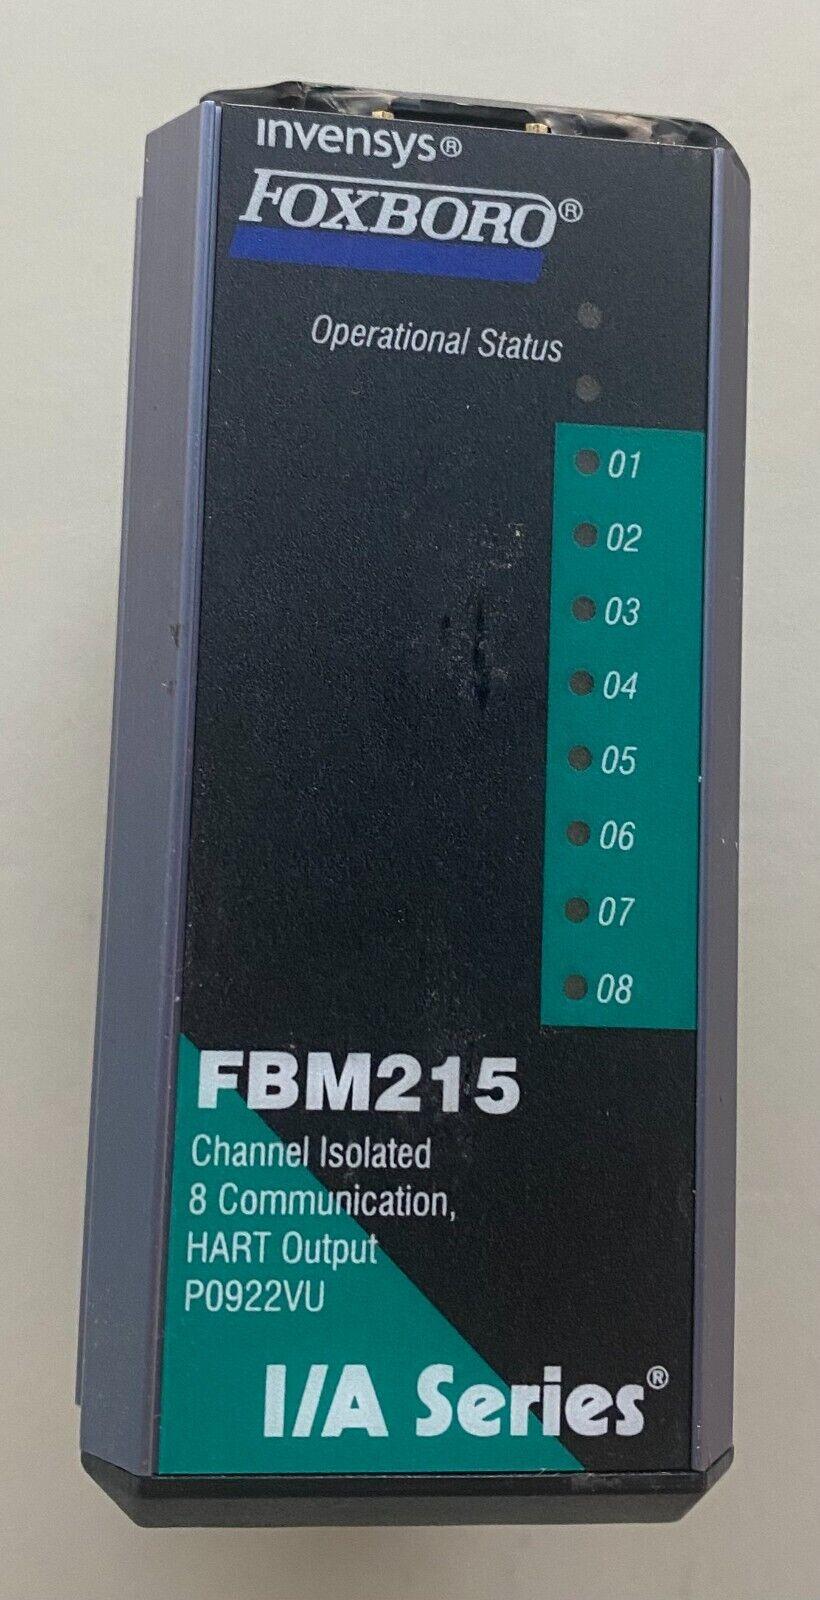 invensys®
FOXBORO®
Operational Status
01
02
03
04
05
06
07
08
FBM215
Channel Isolated
8 Communication,
HART Output
P0922VU
I/A Series®